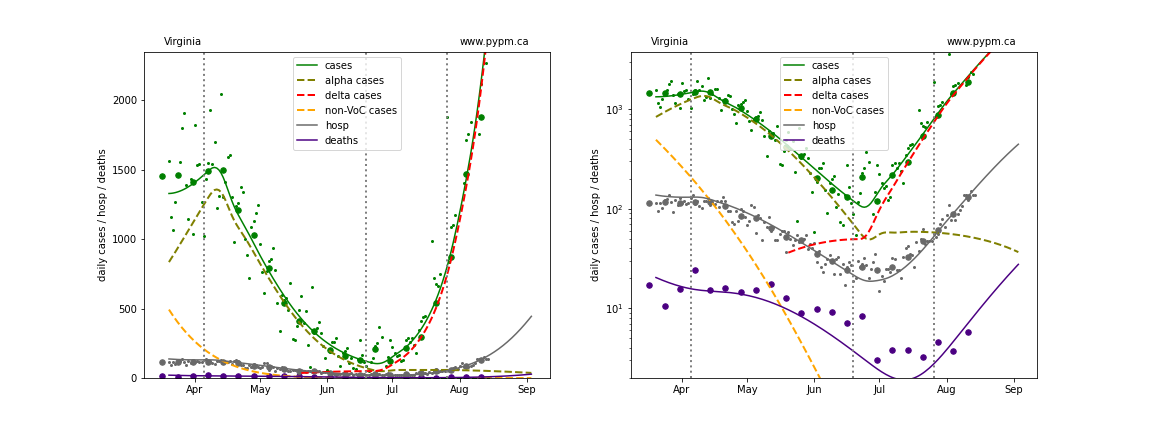 Virginia
www.pypm.ca
cases
alpha cases
delta cases
non-VoC cases
hosp
deaths
daily cases / hosp / deaths
2000
1500
1000
500
0
Apr
May
Jun
Jul
Aug
Sep
Virginia
www.pypm.ca
cases
alpha cases
delta cases
non-VoC cases
hosp
deaths
daily cases / hosp / deaths
10³
10²
10¹
Apr
May
Jun
Jul
Aug
Sep